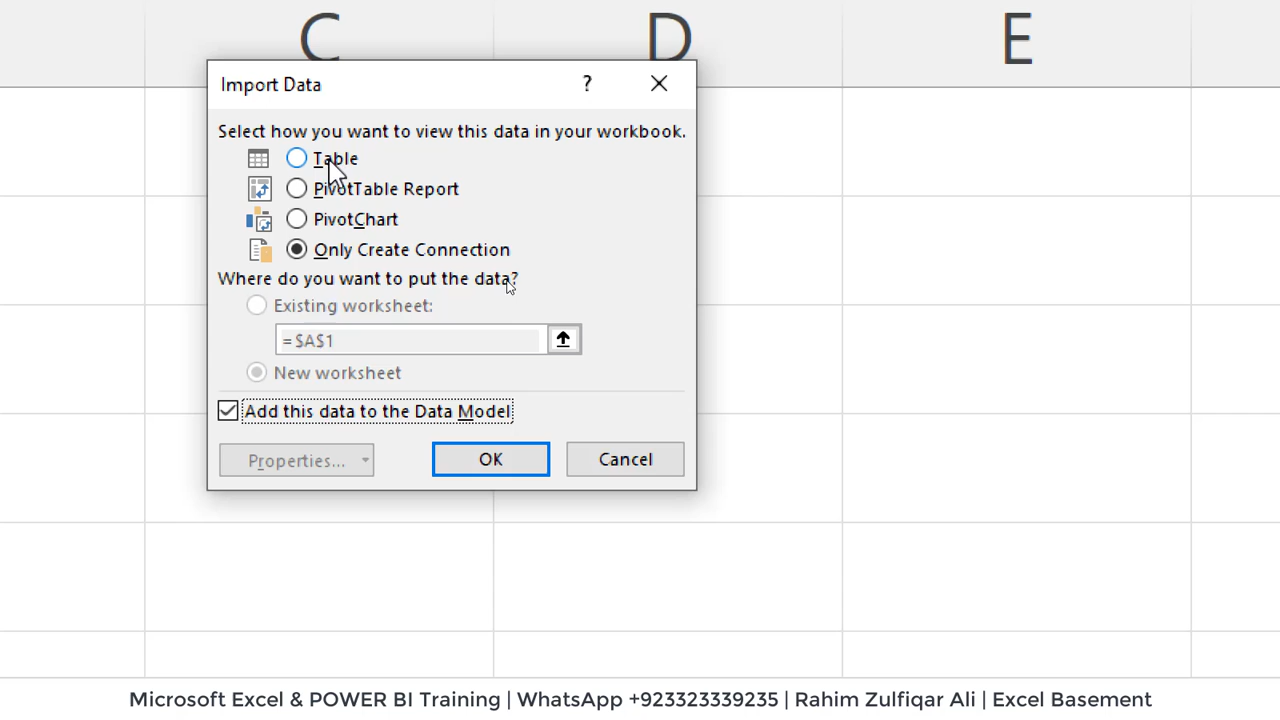 C D E
Import Data ?
Select how you want to view this data in your workbook.
Table
PivotTable Report
PivotChart
Only Create Connection
Where do you want to put the data?
Existing worksheet:
=$A$1
New worksheet
Add this data to the Data Model
Properties... OK Cancel
Microsoft Excel & POWER BI Training | WhatsApp +923323339235 | Rahim Zulfiqar Ali | Excel Basement